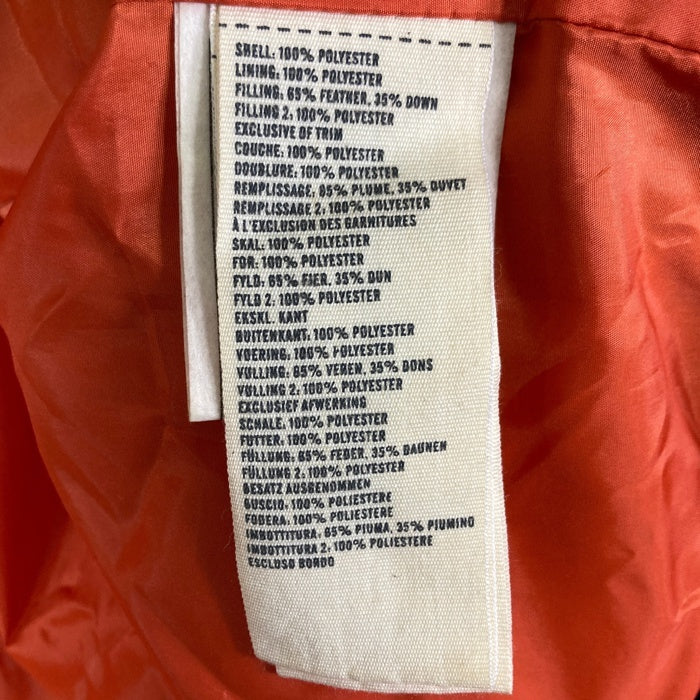 SHELL: 100% POLYESTER
LINING: 100% POLYESTER
FILLING: 65% FEATHER, 35% DOWN
FILLING 2: 100% POLYESTER
EXCLUSIVE OF TRIM
COUCHE: 100% POLYESTER
DOUBLURE: 100% POLYESTER
REMPLISSAGE: 65% PLUME, 35% DUVET
REMPLISSAGE 2: 100% POLYESTER
À L'EXCLUSION DES GARNITURES
SKAL: 100% POLYESTER
FOR: 100% POLYESTER
FYLD: 65% FJER, 35% DUN
FYLD 2: 100% POLYESTER
EKSKL. KANT
BUITENKANT: 100% POLYESTER
VOERING: 100% POLYESTER
VULLING: 65% VEREN, 35% DONS
VULLING 2: 100% POLYESTER
EXCLUSIEF AFWERKING
SCHALE: 100% POLYESTER
FUTTER: 100% POLYESTER
FÜLLUNG: 65% FEDER, 35% DAUNEN
FÜLLUNG 2: 100% POLYESTER
BESATZ AUSGENOMMEN
GUSCIO: 100% POLIESTERE
FODERA: 100% POLIESTERE
IMBOTTITURA: 65% PIUMA, 35% PIUMINO
IMBOTTITURA 2: 100% POLIESTERE
ESCLUSO BORDO